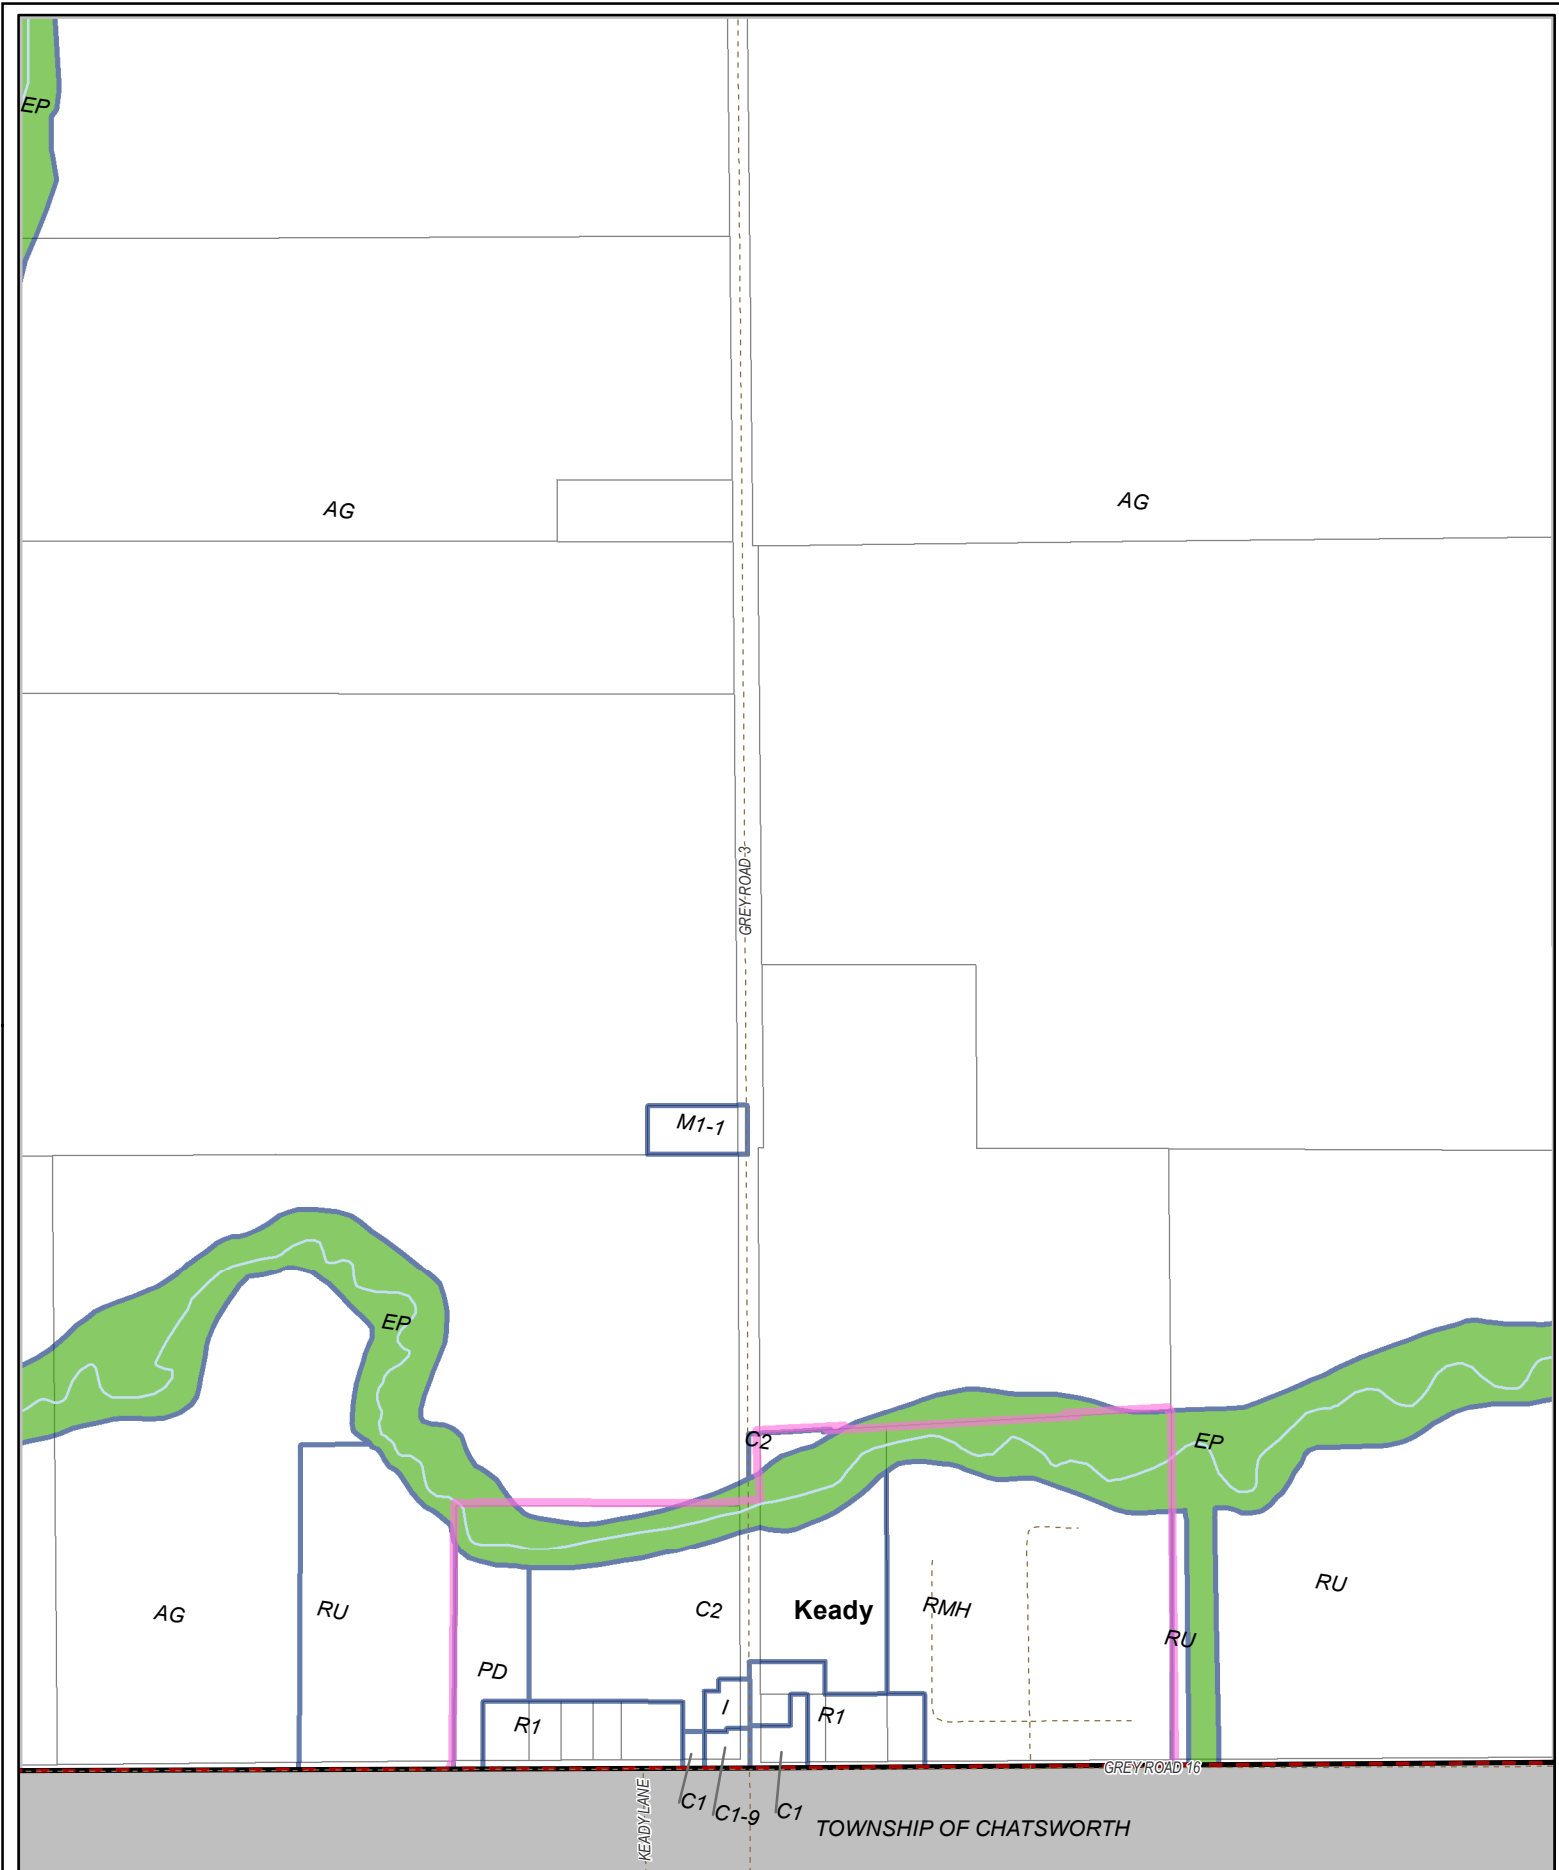 EP
AG
AG
GREY ROAD 3
M1-1
EP
C2
EP
AG
RU
C2
Keady
RMH
RU
RU
PD
R1
I
R1
GREY ROAD 16
KEADY LANE
C1
C1-9
C1
TOWNSHIP OF CHATSWORTH